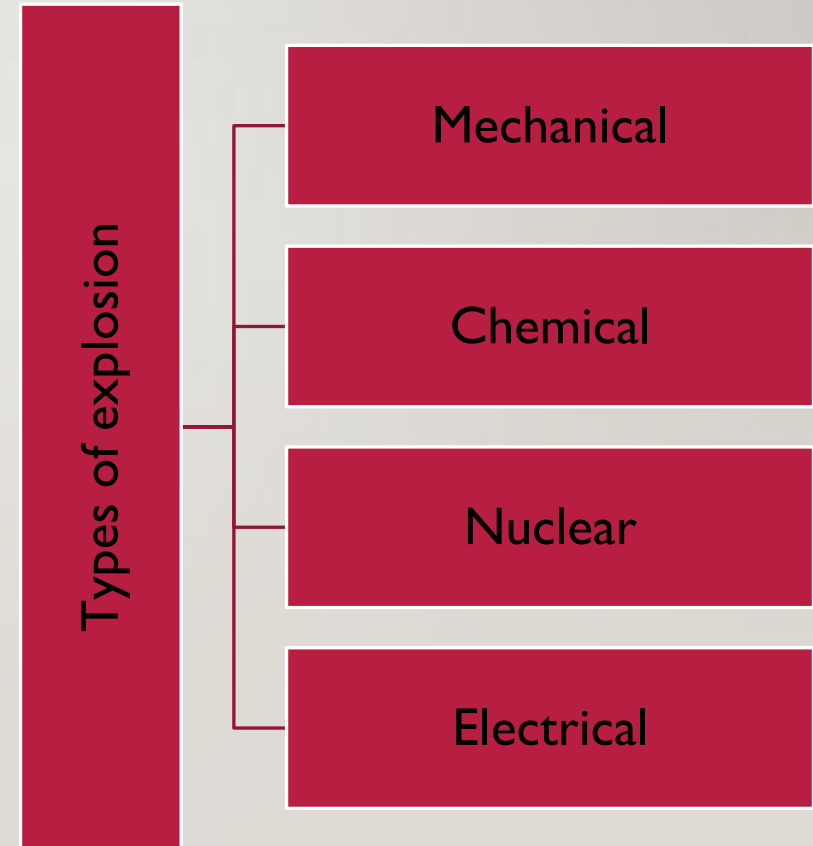 Types of explosion
Mechanical
Chemical
Nuclear
Electrical